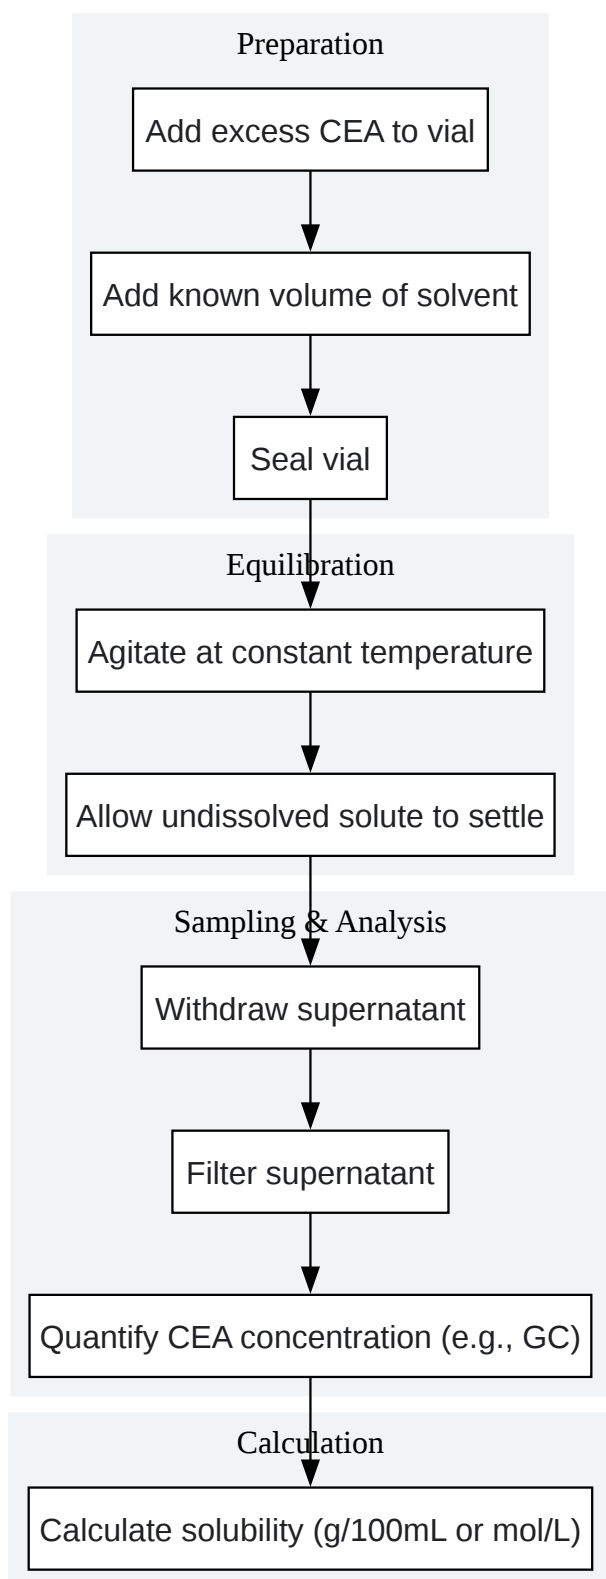 Preparation
Add excess CEA to vial
Add known volume of solvent
Seal vial
Equilibration
Agitate at constant temperature
Allow undissolved solute to settle
Sampling & Analysis
Withdraw supernatant
Filter supernatant
Quantify CEA concentration (e.g., GC)
Calculation
Calculate solubility (g/100mL or mol/L)